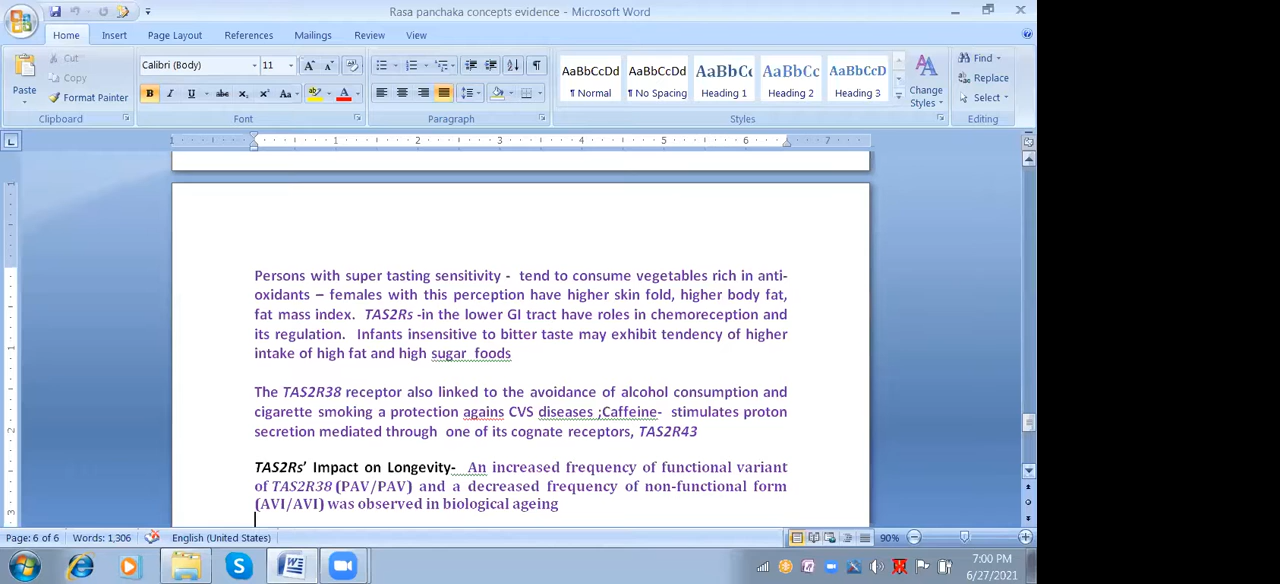 Rasa panchaka concepts evidence - Microsoft Word
Home Insert Page Layout References Mailings Review View
Paste
Cut
Copy
Format Painter
Clipboard
Calibri (Body) 11
Font
Paragraph
AaBbCcDd AaBbCcDd AaBbCc AaBbCc AaBbCcD
¶ Normal ¶ No Spacing Heading 1 Heading 2 Heading 3
Styles
Change Styles
Find
Replace
Select
Editing
1 1 2 3 4 5 6 7
Persons with super tasting sensitivity - tend to consume vegetables rich in anti-
oxidants – females with this perception have higher skin fold, higher body fat,
fat mass index. TAS2Rs -in the lower GI tract have roles in chemoreception and
its regulation. Infants insensitive to bitter taste may exhibit tendency of higher
intake of high fat and high sugar foods
The TAS2R38 receptor also linked to the avoidance of alcohol consumption and
cigarette smoking a protection agains CVS diseases ;Caffeine- stimulates proton
secretion mediated through one of its cognate receptors, TAS2R43
TAS2Rs’ Impact on Longevity- An increased frequency of functional variant
of TAS2R38 (PAV/PAV) and a decreased frequency of non-functional form
(AVI/AVI) was observed in biological ageing
Page: 6 of 6 Words: 1,306 English (United States) 90%
7:00 PM
6/27/2021